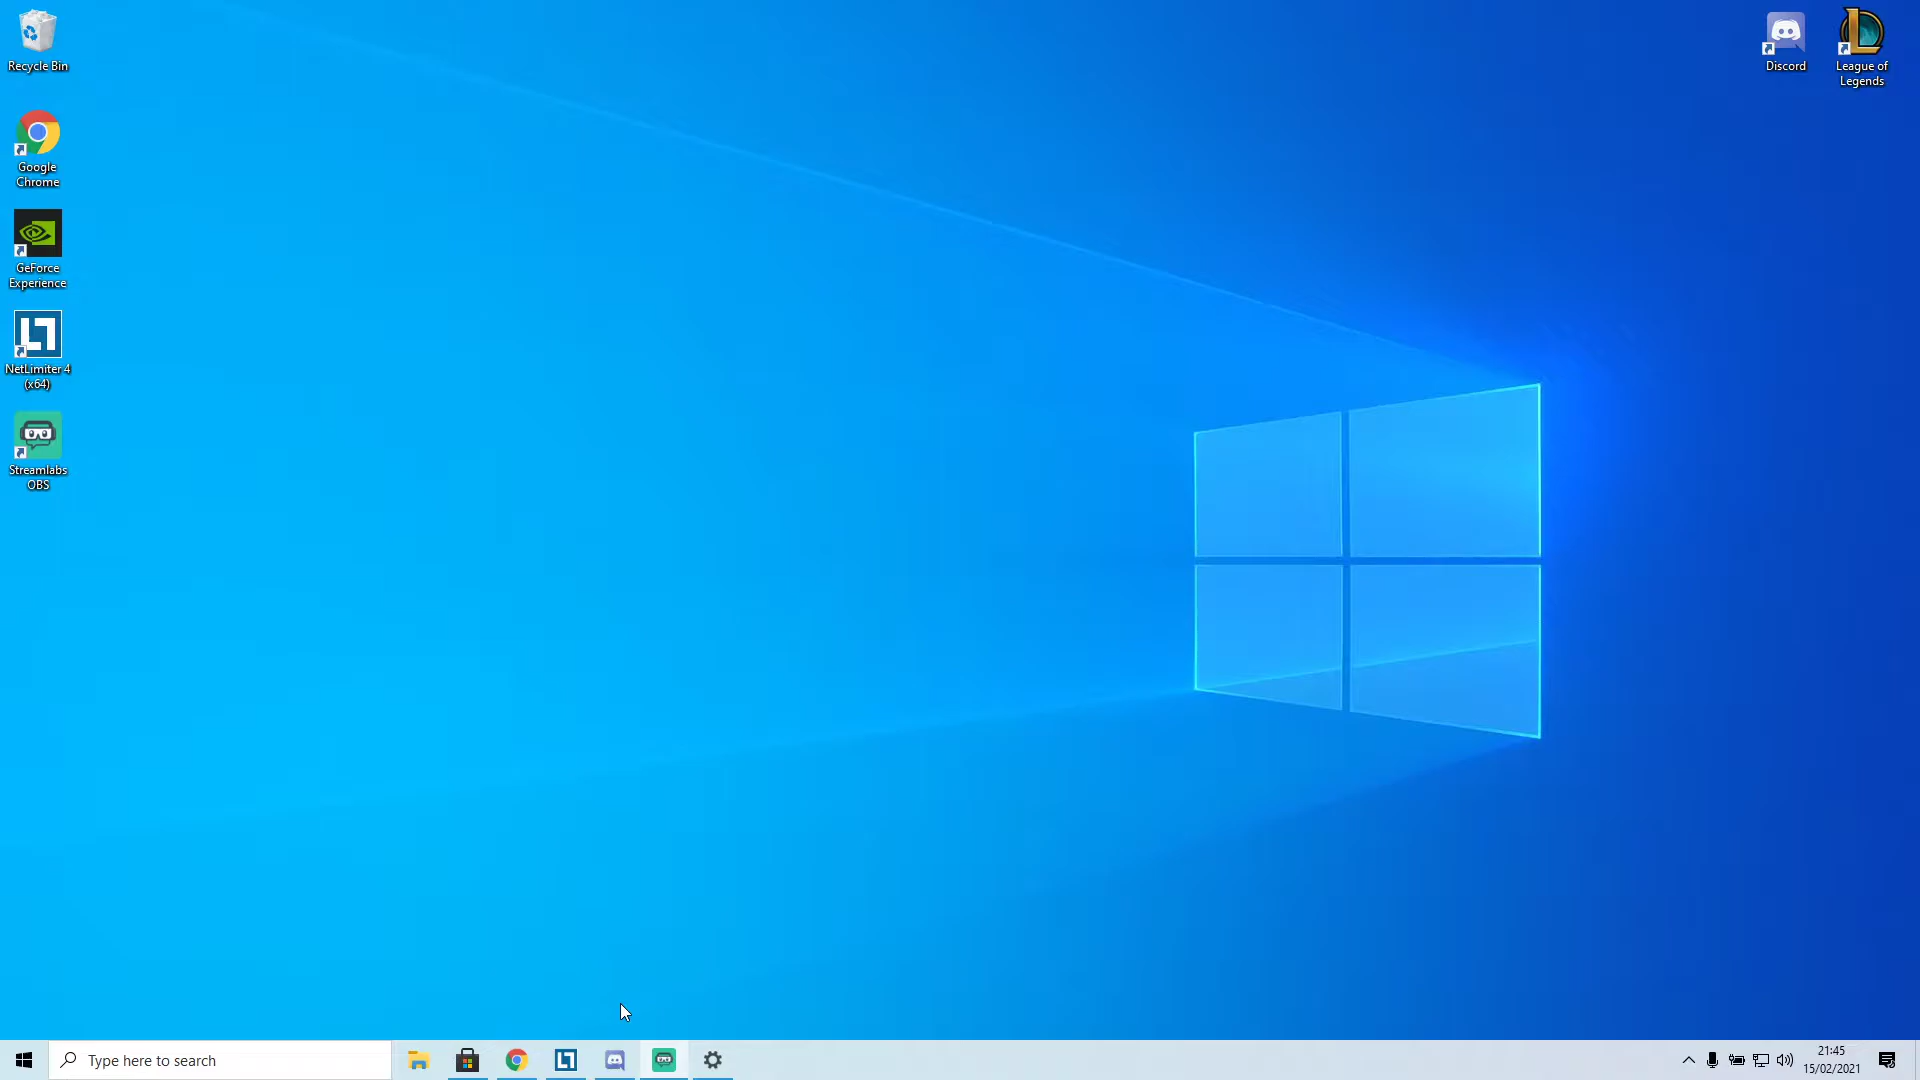 Recycle Bin
Google
Chrome
GeForce
Experience
NetLimiter 4
(x64)
Streamlabs
OBS
Discord
League of
Legends
Type here to search
21:45
15/02/2021